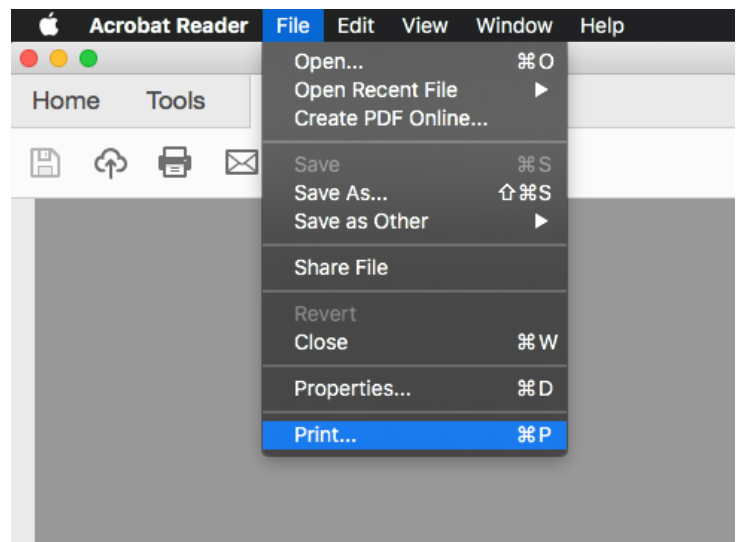 Acrobat Reader File Edit View Window Help
Home Tools
Open... ⌘O
Open Recent File ▶
Create PDF Online...
Save ⌘S
Save As... ⇧⌘S
Save as Other ▶
Share File
Revert
Close ⌘W
Properties... ⌘D
Print... ⌘P